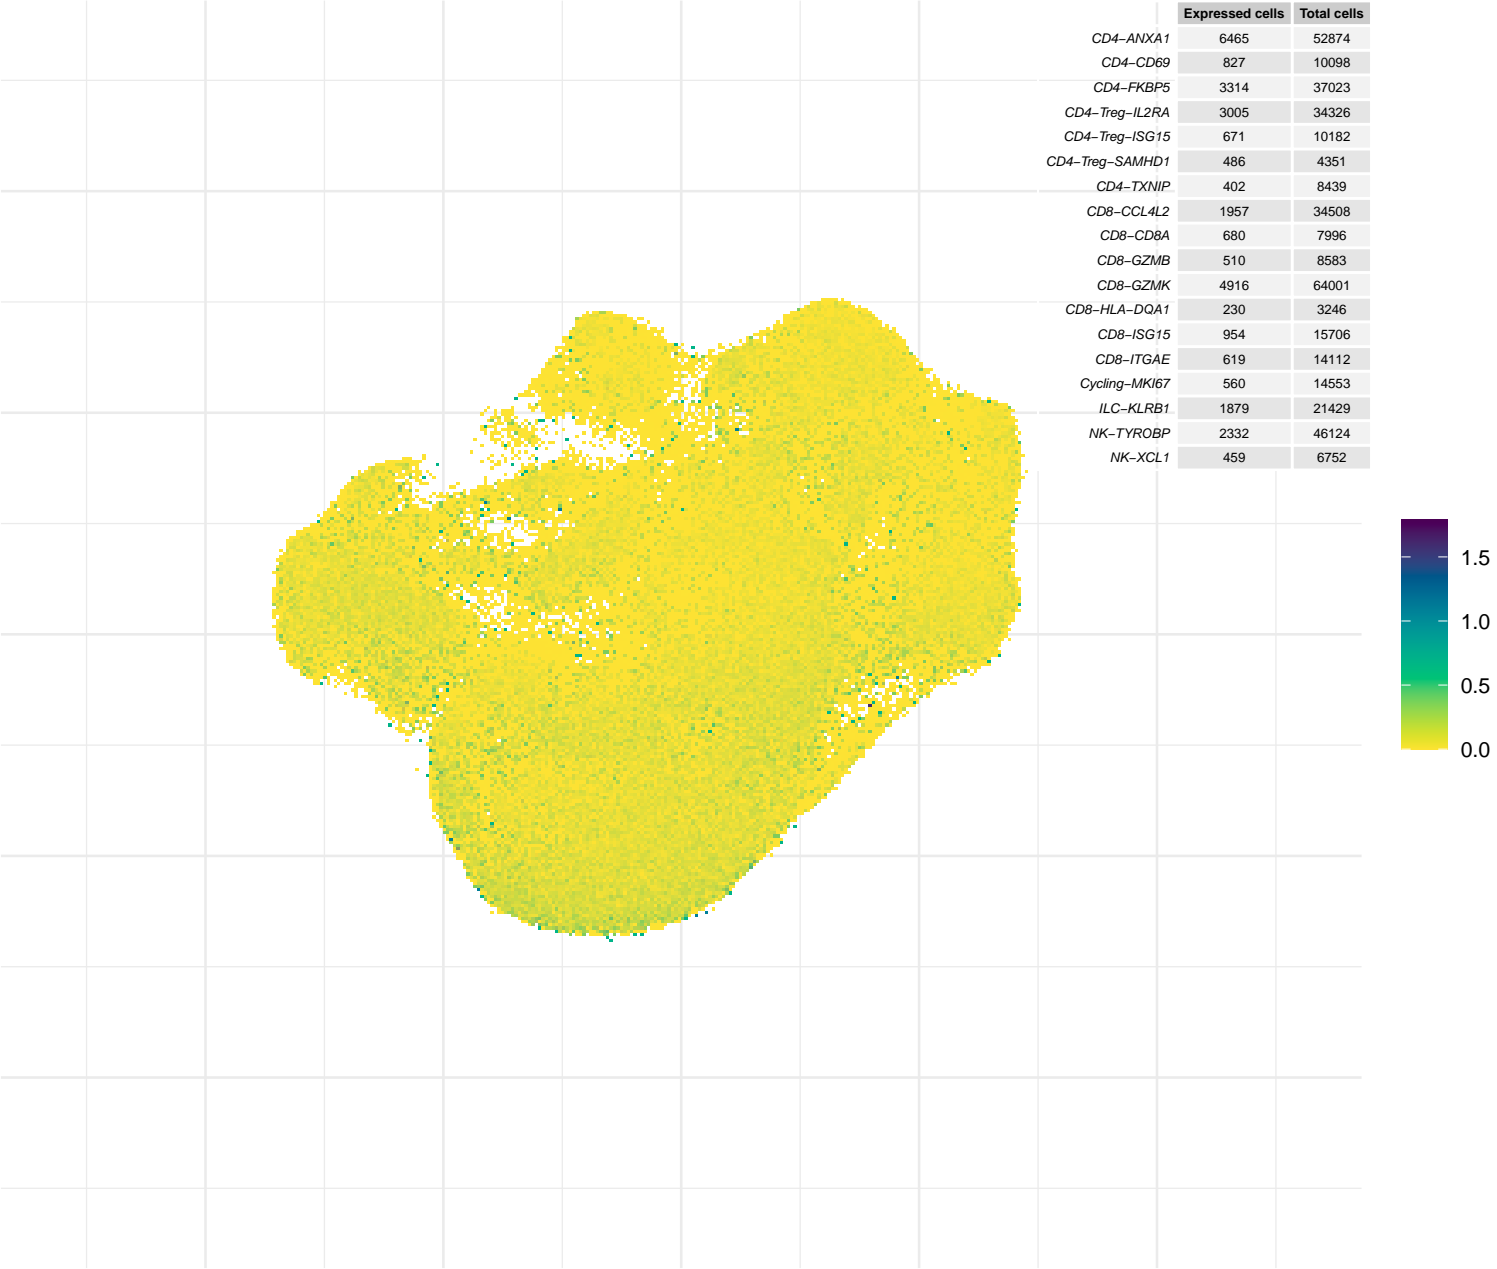 Expressed cells Total cells
CD4−ANXA1 6465 52874
CD4−CD69 827 10098
CD4−FKBP5 3314 37023
CD4−Treg−IL2RA 3005 34326
CD4−Treg−ISG15 671 10182
CD4−Treg−SAMHD1 486 4351
CD4−TXNIP 402 8439
CD8−CCL4L2 1957 34508
CD8−CD8A 680 7996
CD8−GZMB 510 8583
CD8−GZMK 4916 64001
CD8−HLA−DQA1 230 3246
CD8−ISG15 954 15706
CD8−ITGAE 619 14112
Cycling−MKI67 560 14553
ILC−KLRB1 1879 21429
NK−TYROBP 2332 46124
NK−XCL1 459 6752
1.5
1.0
0.5
0.0